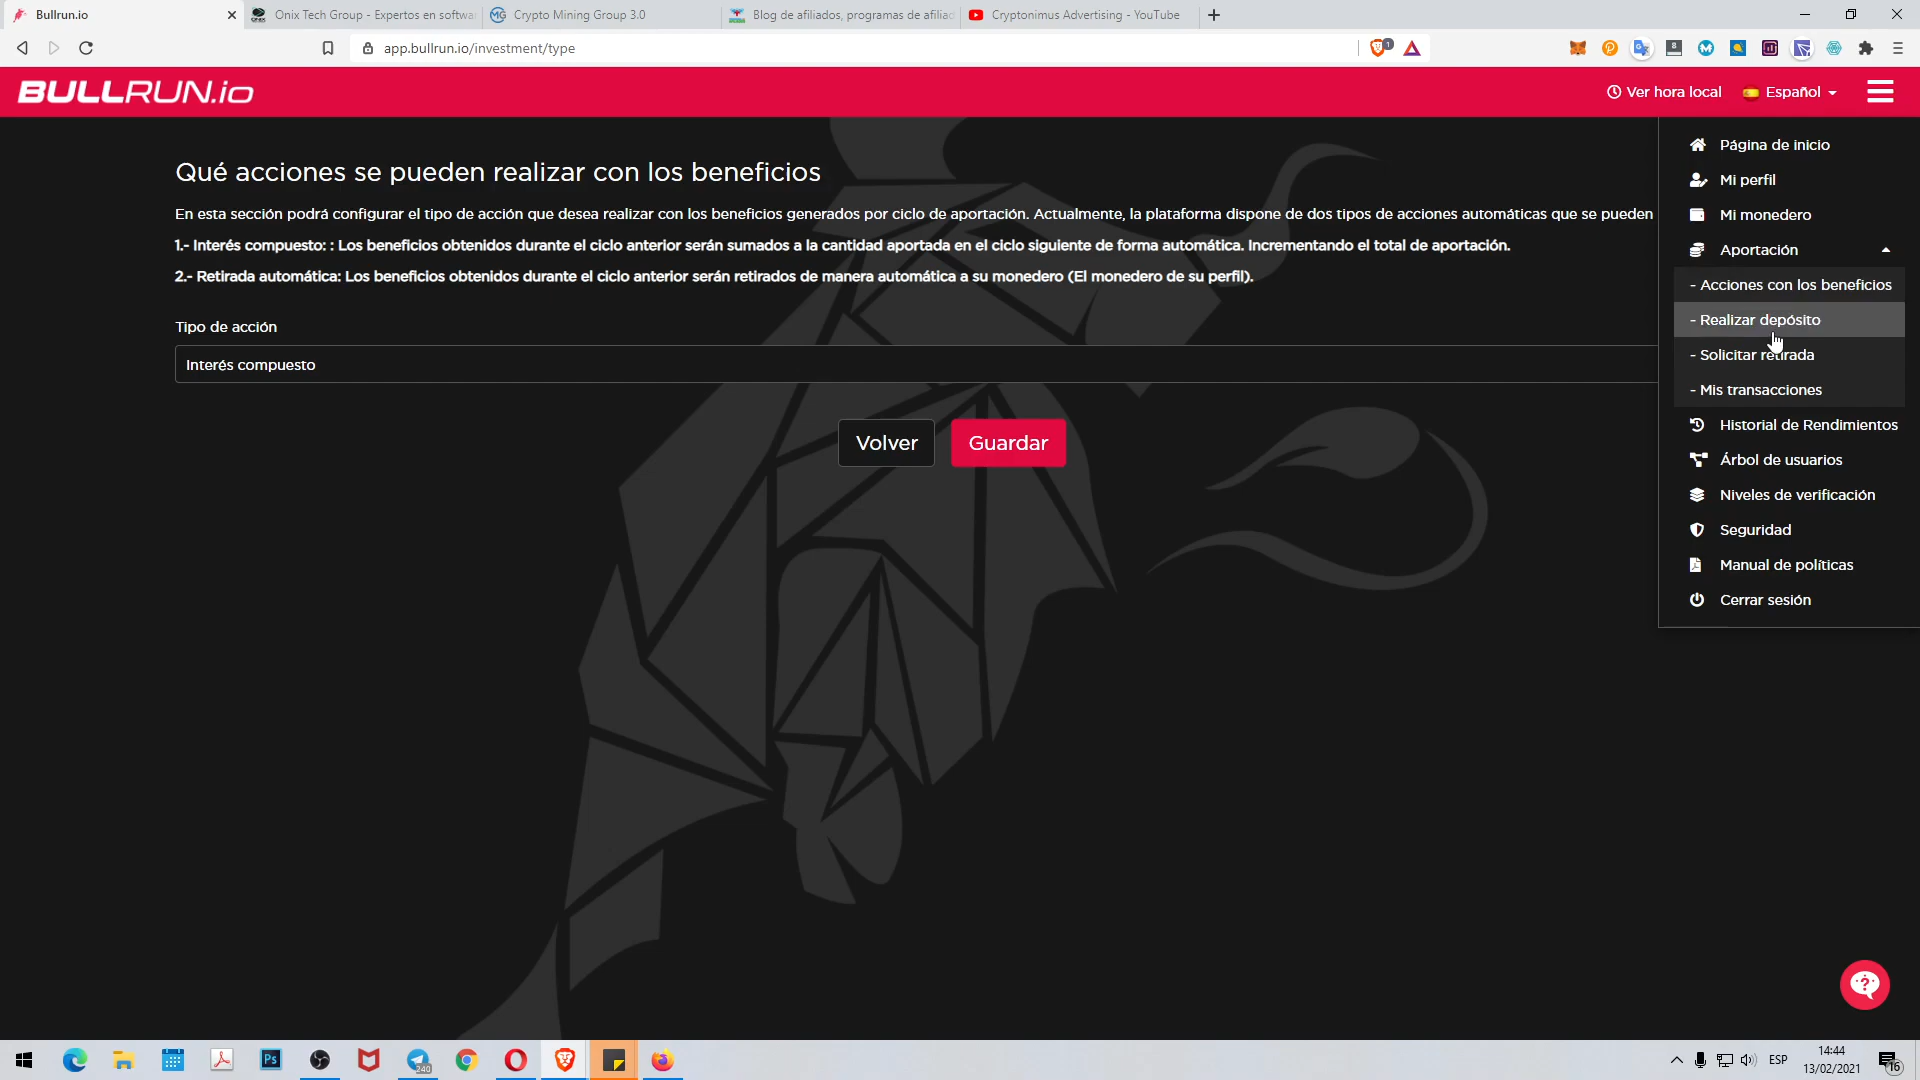 Bullrun.io
Onix Tech Group - Expertos en softwa
Crypto Mining Group 3.0
Blog de afiliados, programas de afilia
Cryptonimus Advertising - YouTube
app.bullrun.io/investment/type
1
8
BULLRUN.io
Ver hora local
Español
Página de inicio
Mi perfil
Mi monedero
Aportación
- Acciones con los beneficios
- Realizar depósito
- Solicitar retirada
- Mis transacciones
Historial de Rendimientos
Árbol de usuarios
Niveles de verificación
Seguridad
Manual de políticas
Cerrar sesión
Qué acciones se pueden realizar con los beneficios
En esta sección podrá configurar el tipo de acción que desea realizar con los beneficios generados por ciclo de aportación. Actualmente, la plataforma dispone de dos tipos de acciones automáticas que se pueden
1.- Interés compuesto: : Los beneficios obtenidos durante el ciclo anterior serán sumados a la cantidad aportada en el ciclo siguiente de forma automática. Incrementando el total de aportación.
2.- Retirada automática: Los beneficios obtenidos durante el ciclo anterior serán retirados de manera automática a su monedero (El monedero de su perfil).
Tipo de acción
Interés compuesto
Volver
Guardar
Ps
240
ESP
14:44
13/02/2021
16